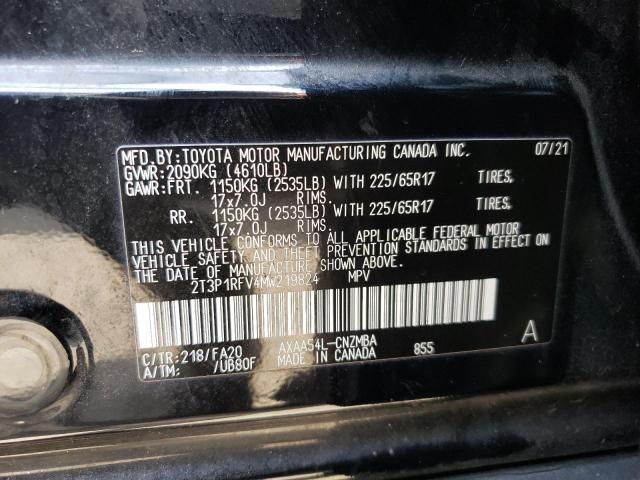 MFD.BY:TOYOTA MOTOR MANUFACTURING CANADA INC. 07/21
GVWR:2090KG (4610LB)
GAWR:FRT. 1150KG (2535LB) WITH 225/65R17 TIRES,
17x7.0J RIMS.
RR. 1150KG (2535LB) WITH 225/65R17 TIRES,
17x7.0J RIMS.
THIS VEHICLE CONFORMS TO ALL APPLICABLE FEDERAL MOTOR
VEHICLE SAFETY AND THEFT PREVENTION STANDARDS IN EFFECT ON
THE DATE OF MANUFACTURE SHOWN ABOVE.
2T3P1RFV4MW219824 MPV
C/TR:218/FA20 AXAA54L-CNZMBA 855 A
A/TM: /UB80F MADE IN CANADA